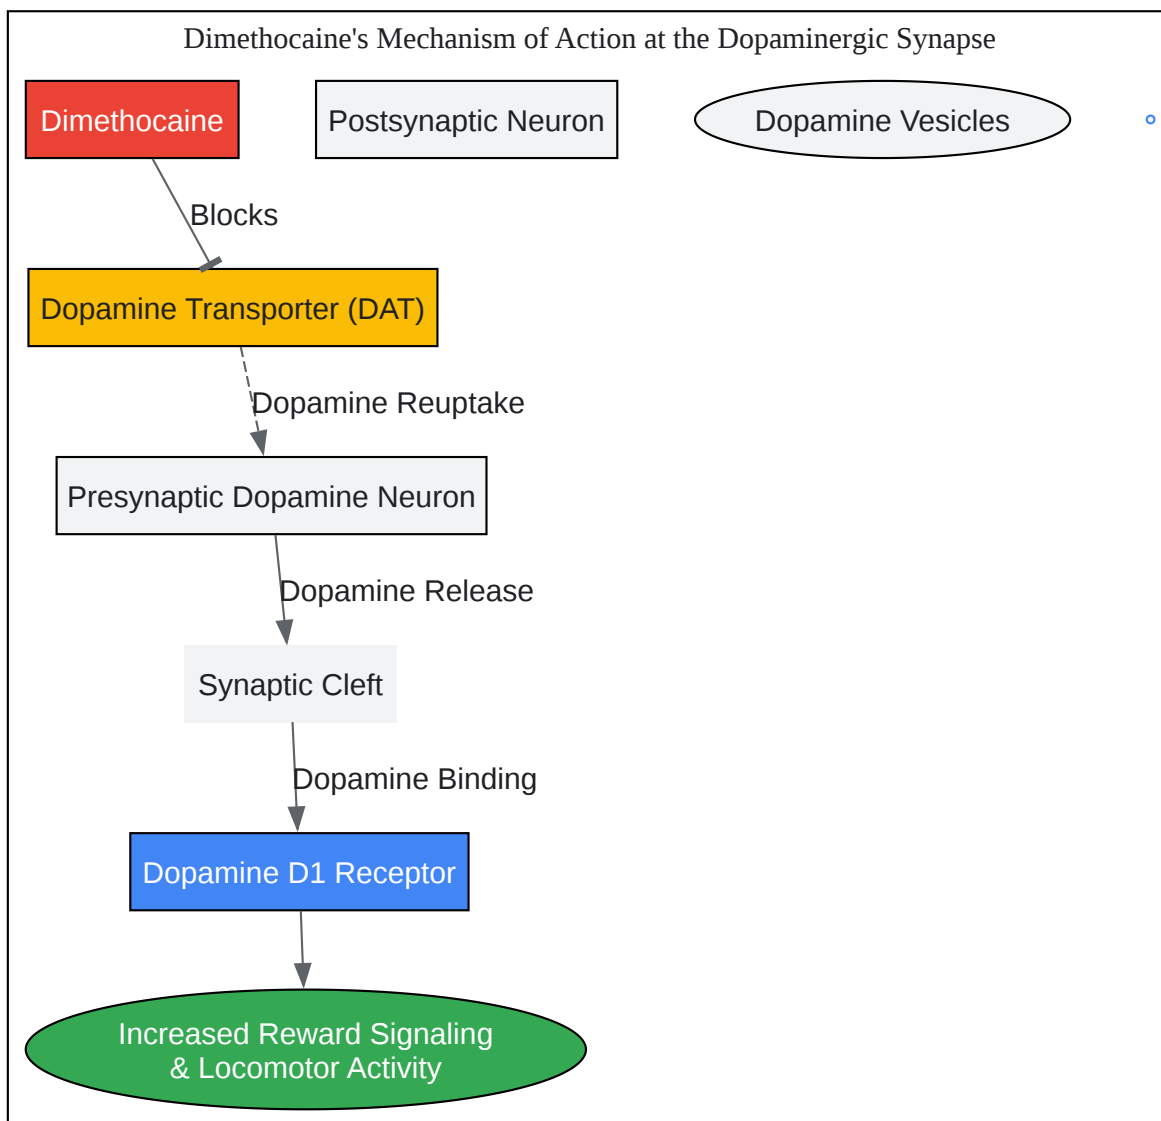 Dimethocaine's Mechanism of Action at the Dopaminergic Synapse
Dimethocaine
Postsynaptic Neuron
Dopamine Vesicles
Blocks
Dopamine Transporter (DAT)
Dopamine Reuptake
Presynaptic Dopamine Neuron
Dopamine Release
Synaptic Cleft
Dopamine Binding
Dopamine D1 Receptor
Increased Reward Signaling
& Locomotor Activity